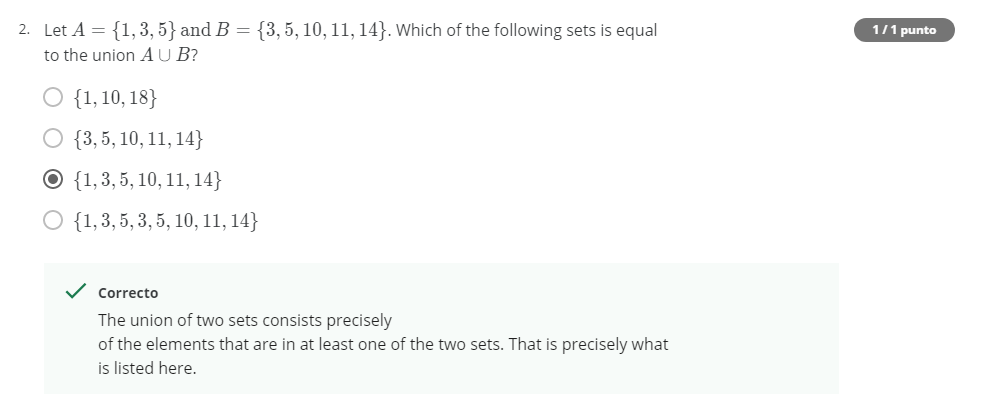 2. Let A = {1, 3, 5} and B = {3, 5, 10, 11, 14}. Which of the following sets is equal
1 / 1 punto
to the union A ∪ B?
{1, 10, 18}
{3, 5, 10, 11, 14}
{1, 3, 5, 10, 11, 14}
{1, 3, 5, 3, 5, 10, 11, 14}
Correcto
The union of two sets consists precisely
of the elements that are in at least one of the two sets. That is precisely what
is listed here.